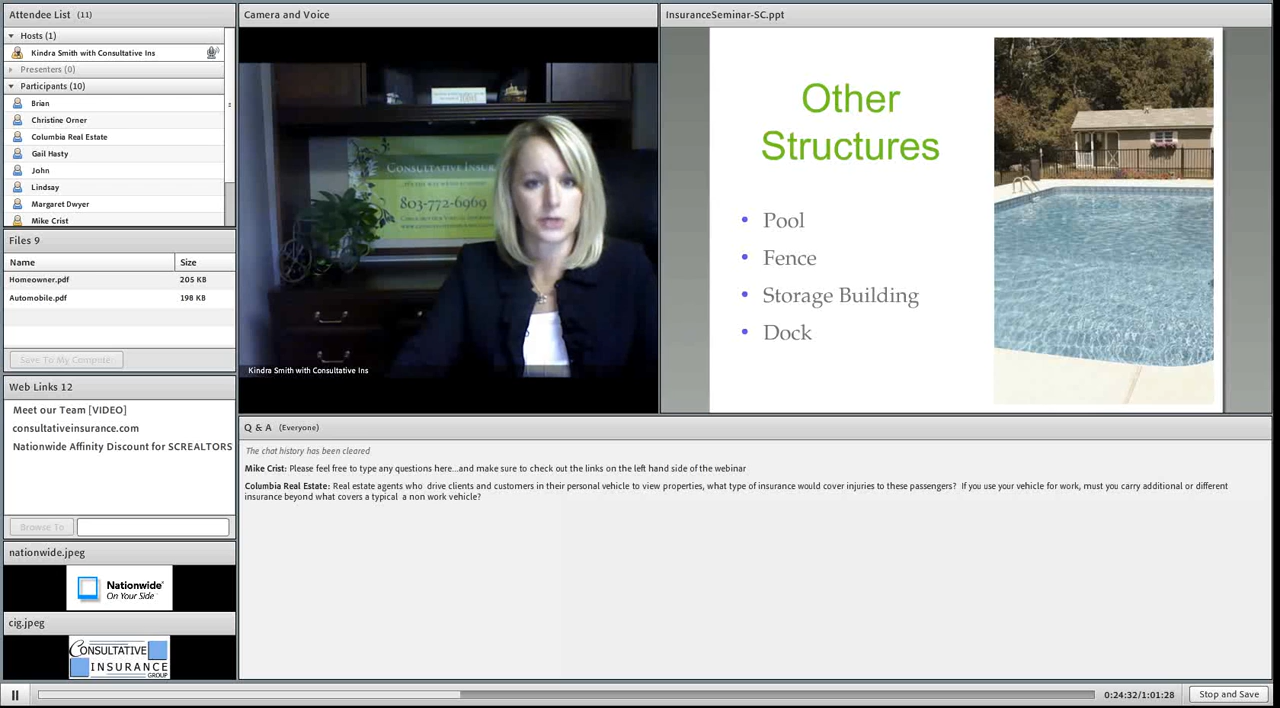 Attendee List (11)
Hosts (1)
Kindra Smith with Consultative Ins
Presenters (0)
Participants (10)
Brian
Christine Orner
Columbia Real Estate
Gail Hasty
John
Lindsay
Margaret Dwyer
Mike Crist
Files 9
Name Size
Homeowner.pdf 205 KB
Automobile.pdf 198 KB
Save To My Compute
Web Links 12
Meet our Team [VIDEO]
consultativeinsurance.com
Nationwide Affinity Discount for SCREALTORS
Browse To
nationwide.jpeg
Nationwide®
On Your Side™
cig.jpeg
CONSULTATIVE
INSURANCE
GROUP
Camera and Voice
CONSULTATIVE INSUR
803-772-6969
Kindra Smith with Consultative Ins
InsuranceSeminar-SC.ppt
Other
Structures
• Pool
• Fence
• Storage Building
• Dock
Q & A (Everyone)
The chat history has been cleared
Mike Crist: Please feel free to type any questions here...and make sure to check out the links on the left hand side of the webinar
Columbia Real Estate: Real estate agents who drive clients and customers in their personal vehicle to view properties, what type of insurance would cover injuries to these passengers? If you use your vehicle for work, must you carry additional or different
insurance beyond what covers a typical a non work vehicle?
0:24:32/1:01:28
Stop and Save